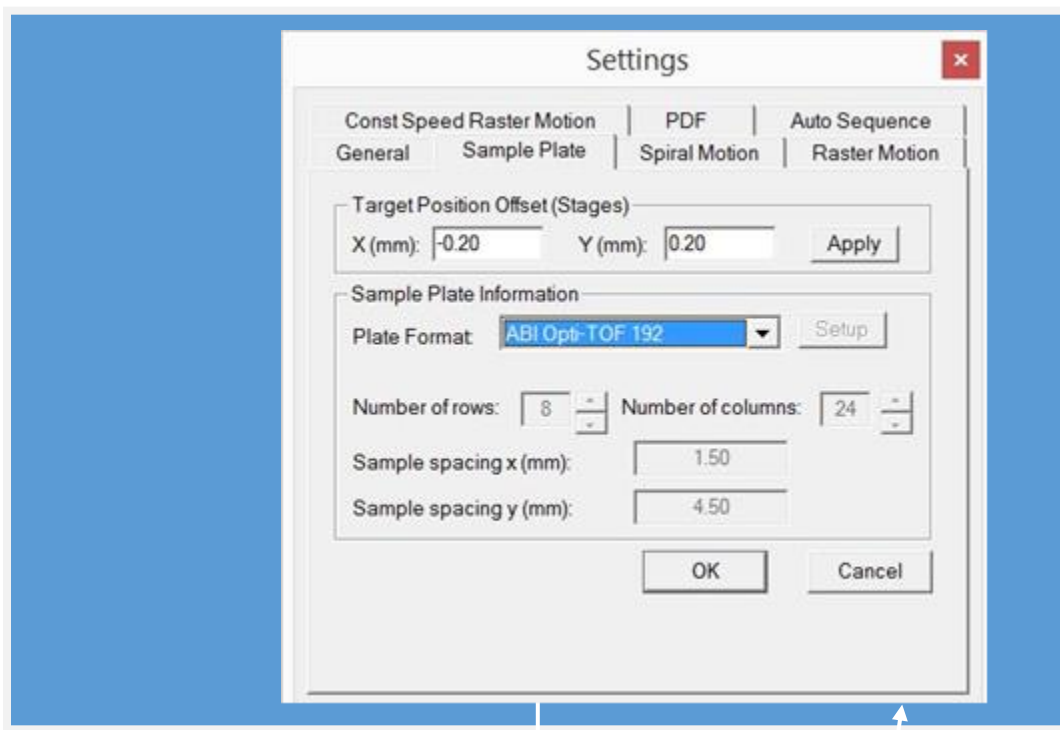 Settings
Const Speed Raster Motion PDF Auto Sequence
General Sample Plate Spiral Motion Raster Motion
Target Position Offset (Stages)
X (mm): -0.20 Y (mm): 0.20 Apply
Sample Plate Information
Plate Format: ABI Opti-TOF 192 Setup
Number of rows: 8 Number of columns: 24
Sample spacing x (mm): 1.50
Sample spacing y (mm): 4.50
OK Cancel